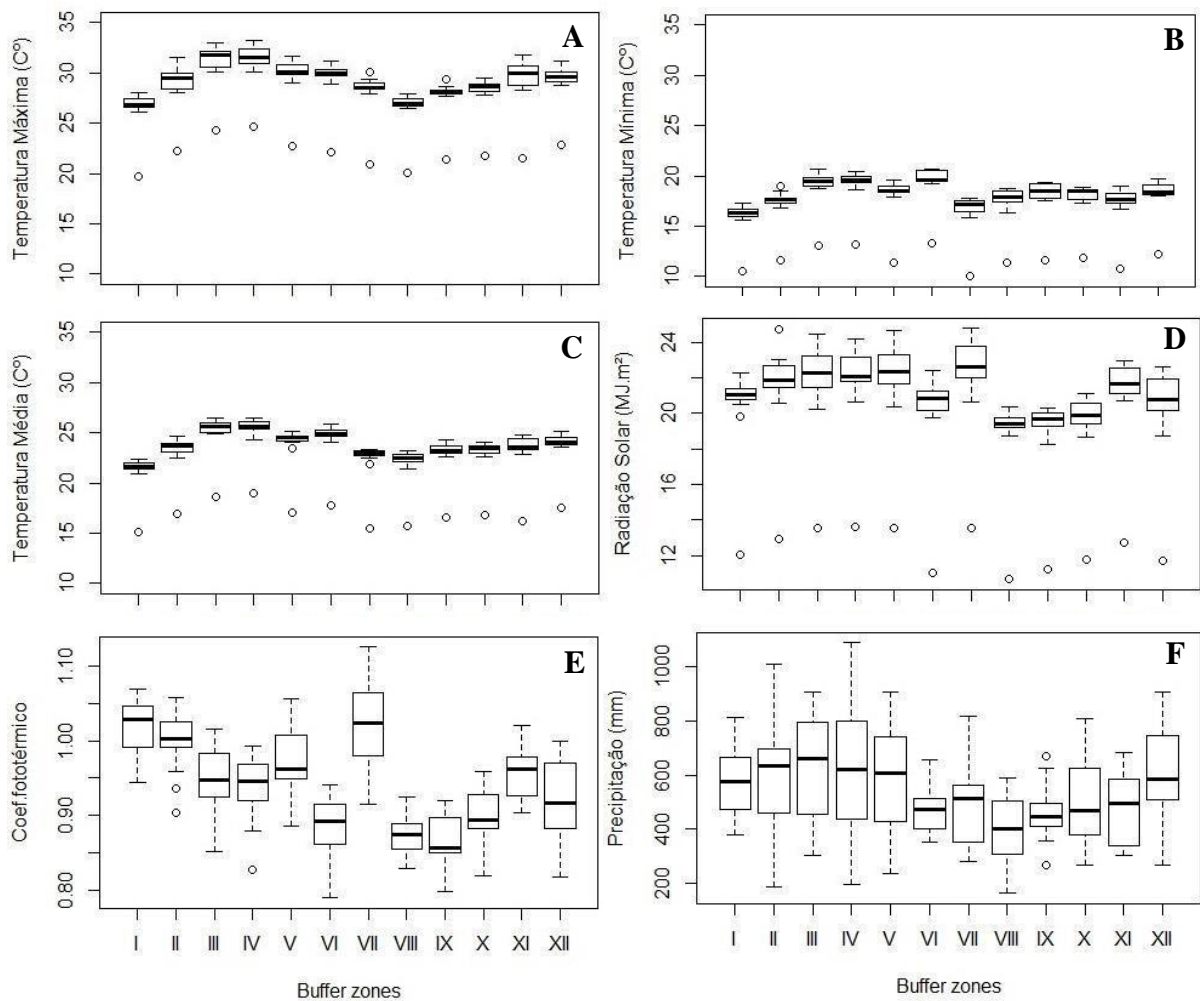 A
Temperatura Máxima (Cº)
35
30
25
20
15
10
B
Temperatura Mínima (Cº)
35
30
25
20
15
10
C
Temperatura Média (Cº)
35
30
25
20
15
10
D
Radiação Solar (MJ.m²)
24
20
16
12
E
Coef.fototérmico
1.10
1.00
0.90
0.80
I II III IV V VI VII VIII IX X XI XII
Buffer zones
F
Precipitação (mm)
1000
800
600
400
200
I II III IV V VI VII VIII IX X XI XII
Buffer zones